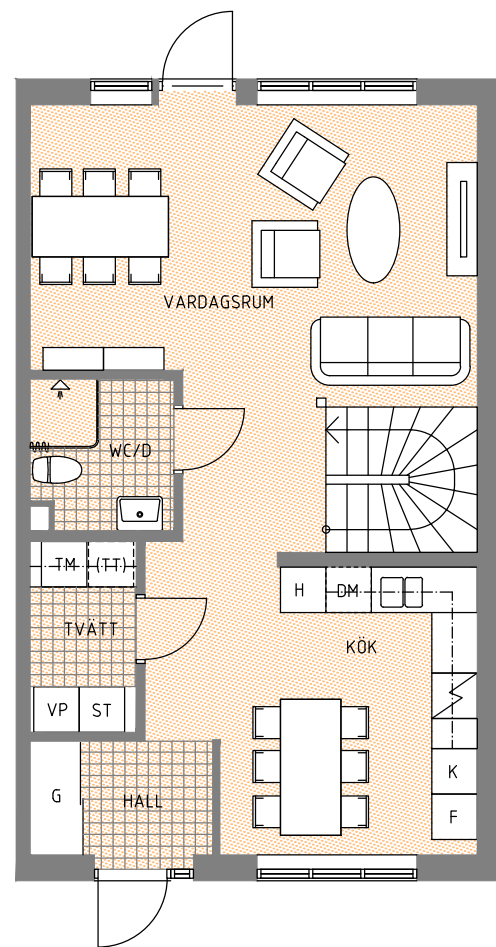 VARDAGSRUM
WC/D
TM (TT)
H DM
TVÄTT
KÖK
VP ST
K
G
HALL
F